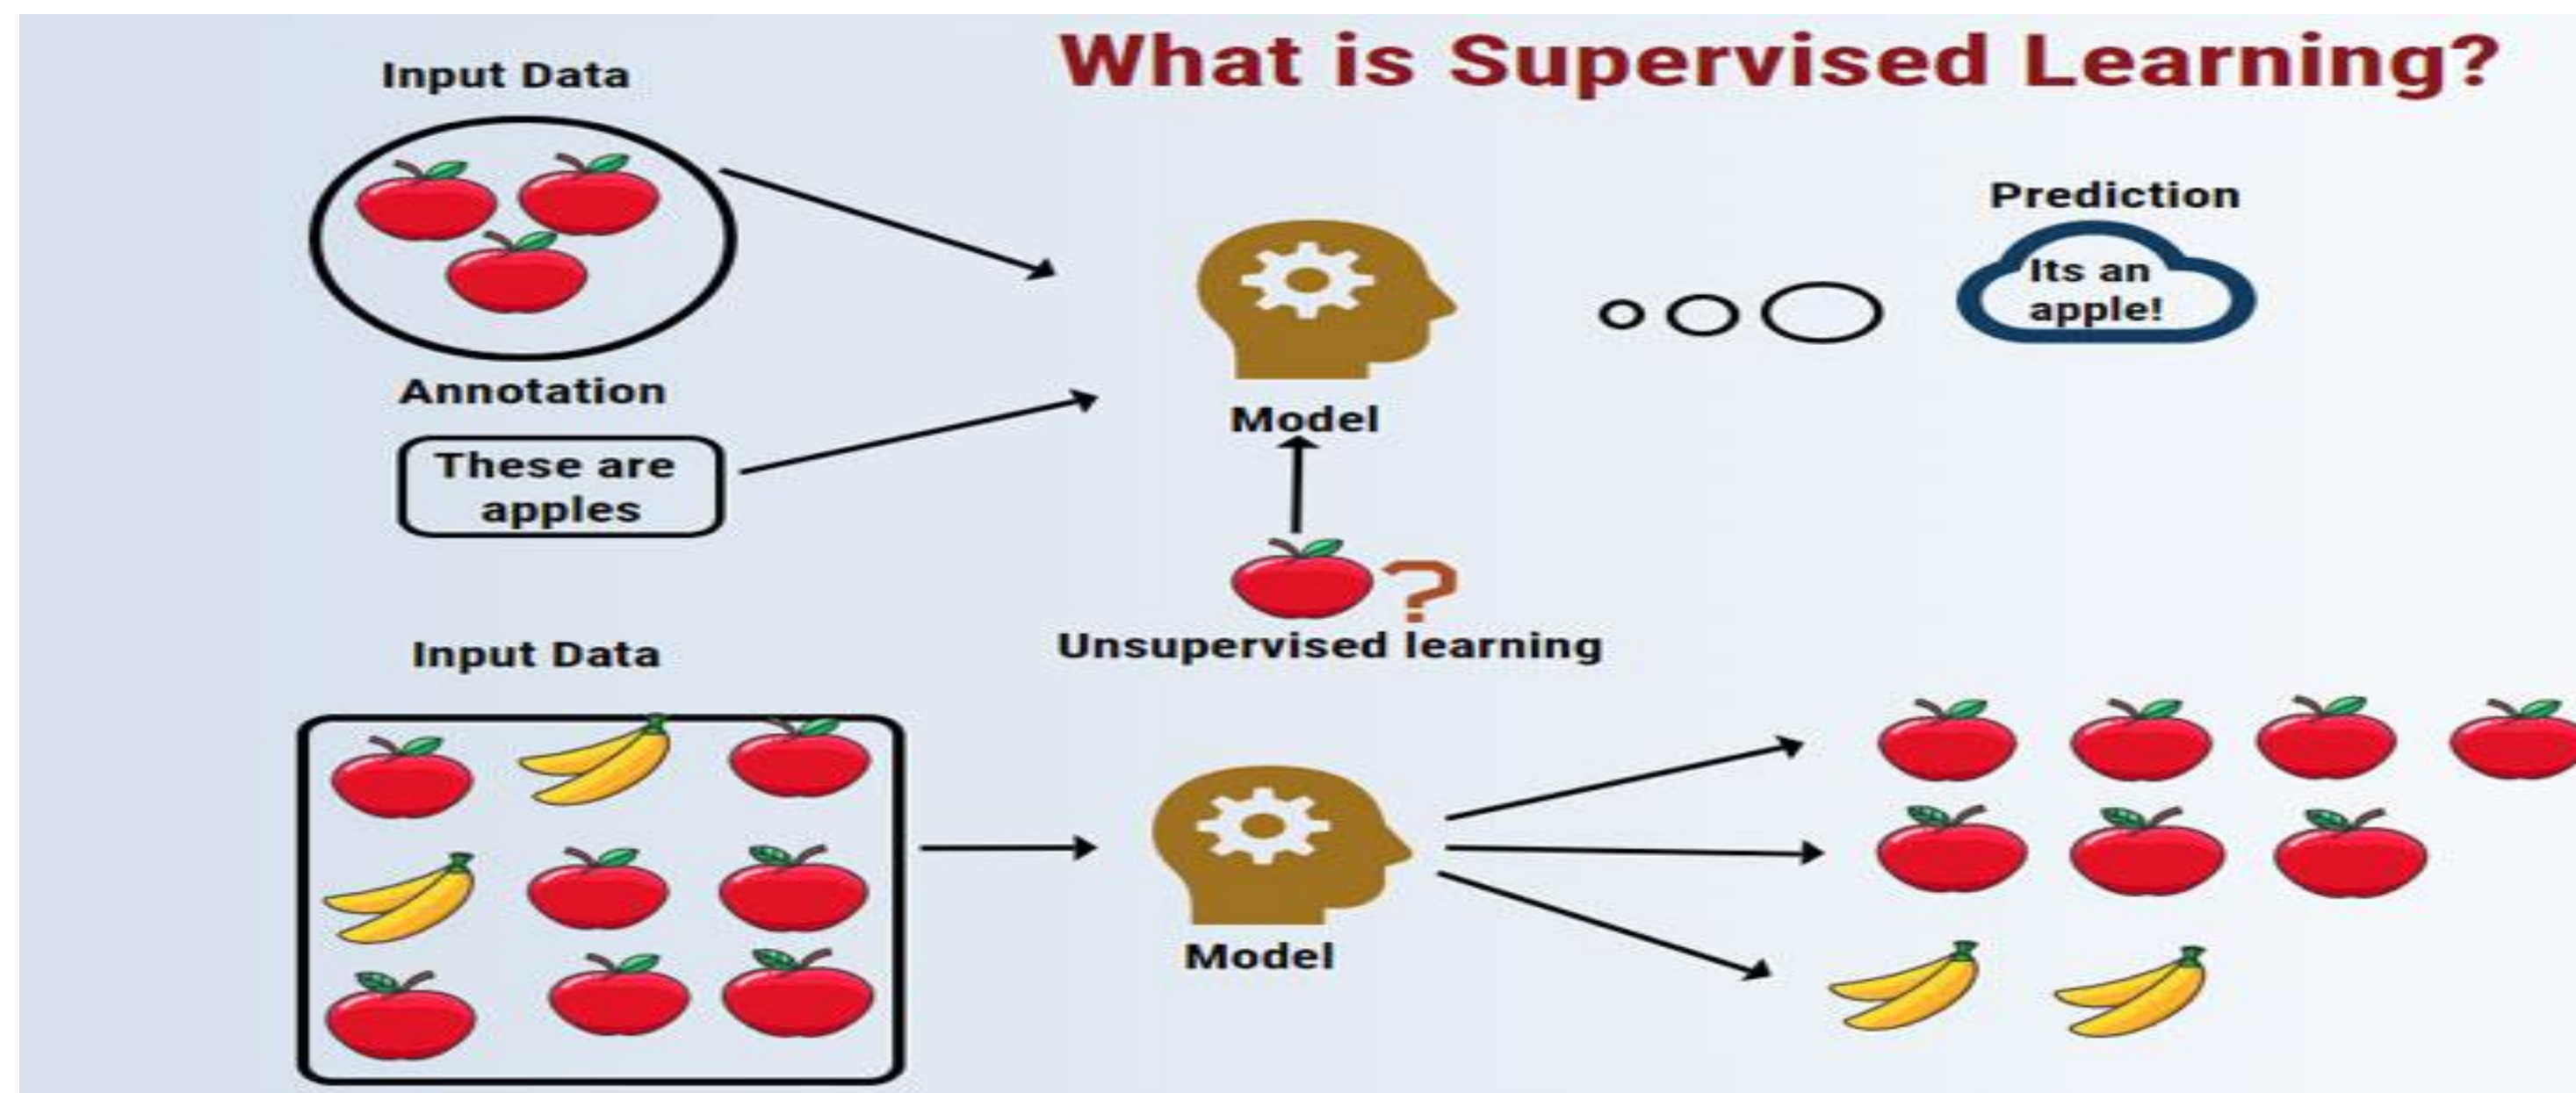 What is Supervised Learning?
Input Data
Annotation
These are
apples
Model
Prediction
Its an
apple!
?
Unsupervised learning
Input Data
Model